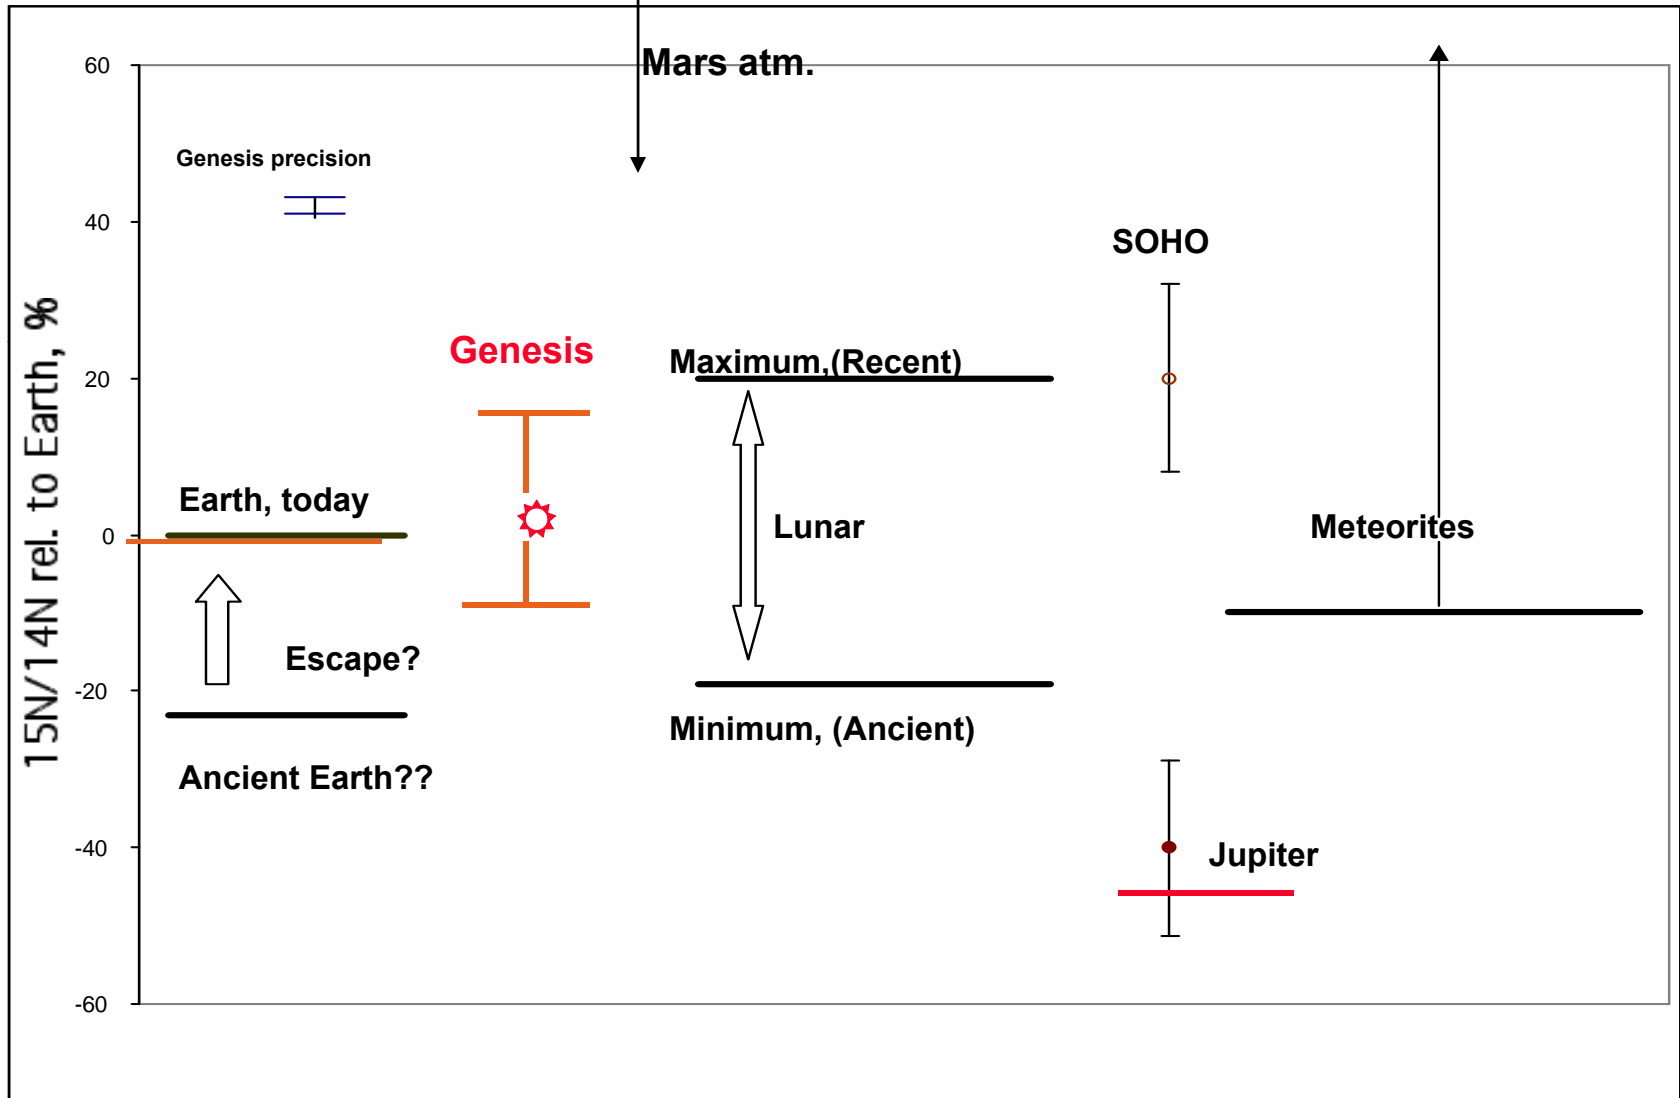 Mars atm.
60
Genesis precision
40
SOHO
Genesis
Maximum,(Recent)
20
Earth, today
0
Lunar
Meteorites
Escape?
-20
Minimum, (Ancient)
Ancient Earth??
-40
Jupiter
-60
15N/14N rel. to Earth, %